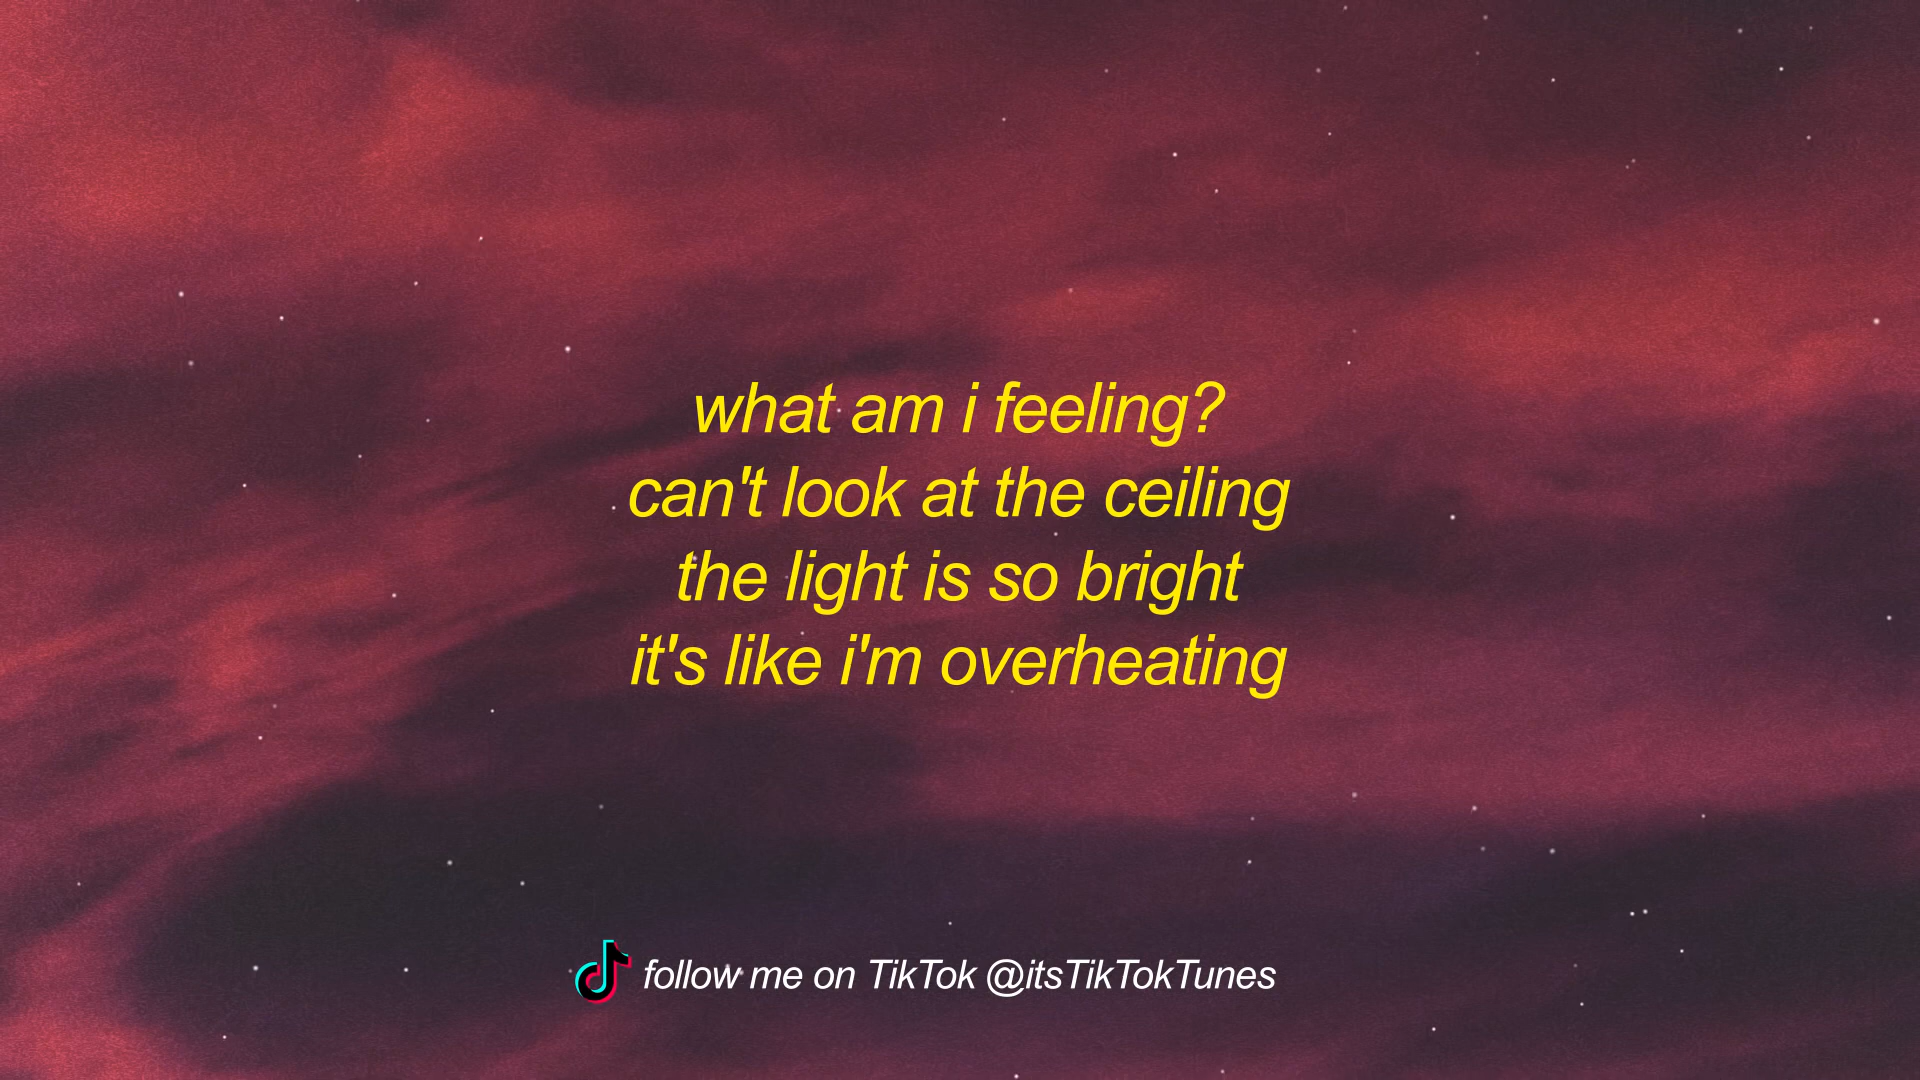 what am i feeling?
can't look at the ceiling
the light is so bright
it's like i'm overheating
follow me on TikTok @itsTikTokTunes